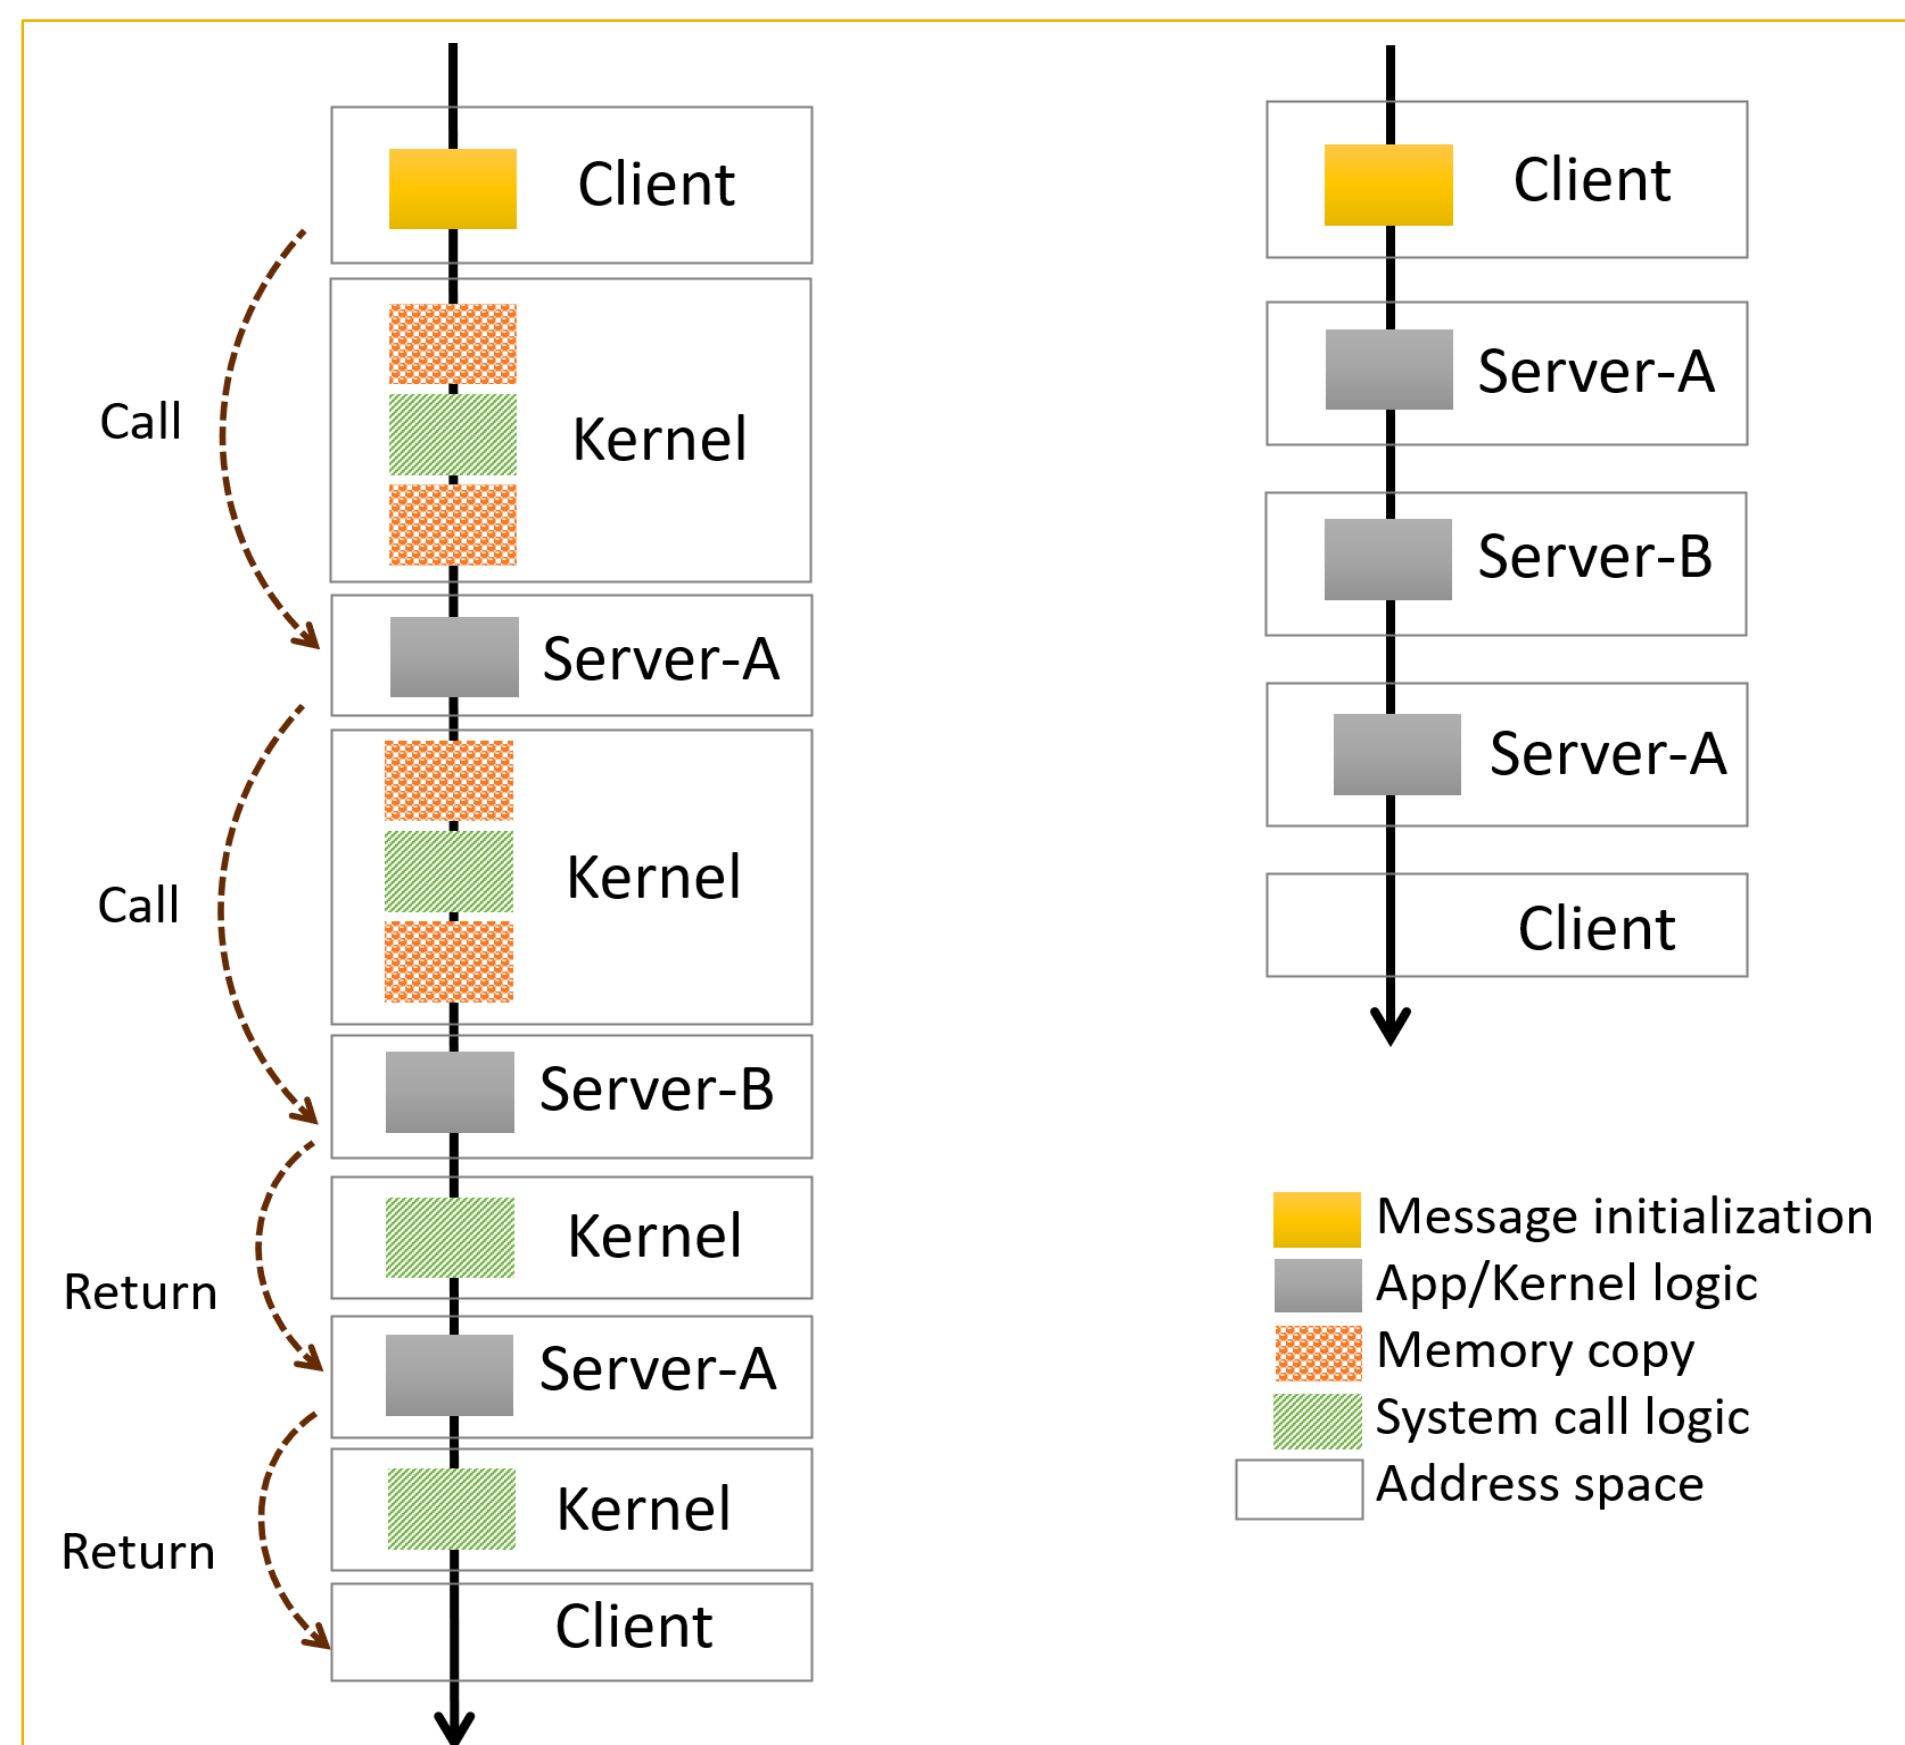 Client
Call
Kernel
Server-A
Call
Kernel
Server-B
Kernel
Return
Server-A
Kernel
Return
Client
Client
Server-A
Server-B
Server-A
Client
Message initialization
App/Kernel logic
Memory copy
System call logic
Address space